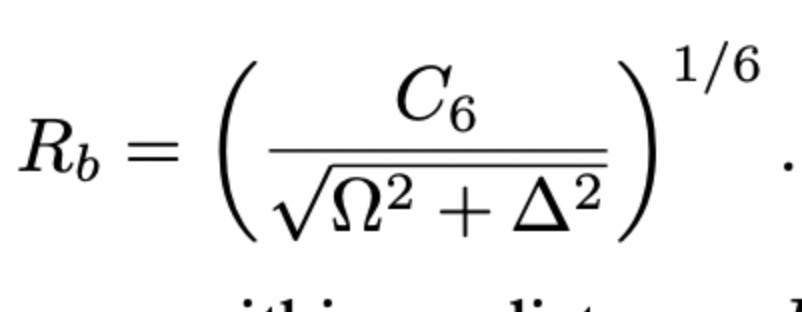 R_b = \left( \frac{C_6}{\sqrt{\Omega^2 + \Delta^2}} \right)^{1/6} .